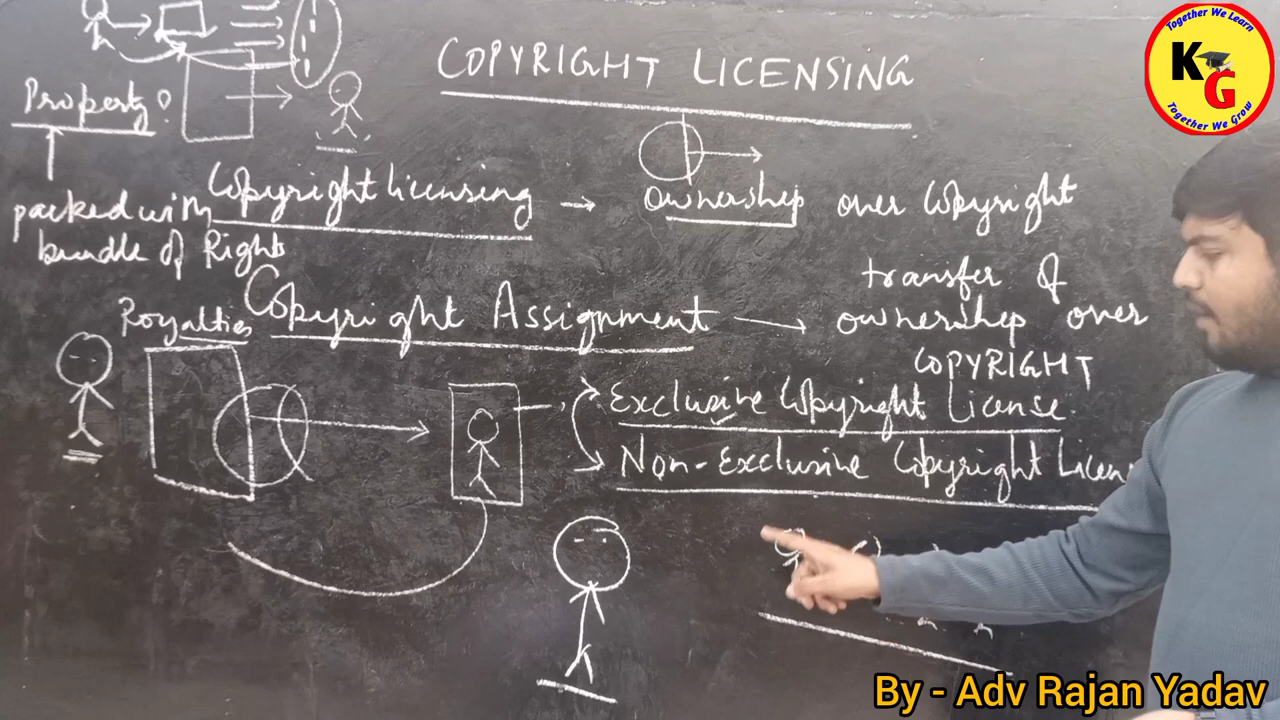 COPYRIGHT LICENSING
Together We Learn
KG
Together We Grow
Property?
packed with
bundle of Rights
Copyright Licensing → ownership over Copyright
Copyright Assignment → transfer of
ownership over
COPYRIGHT
Royalties
Exclusive Copyright License
Non-Exclusive Copyright Licen
By - Adv Rajan Yadav